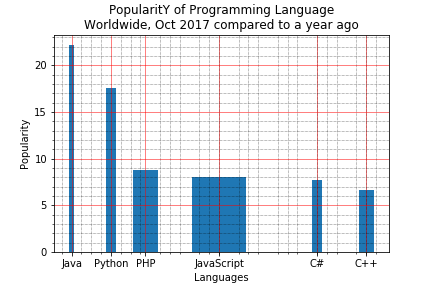 PopularitY of Programming Language
Worldwide, Oct 2017 compared to a year ago
20
15
10
5
0
Popularity
Java Python PHP JavaScript C# C++
Languages